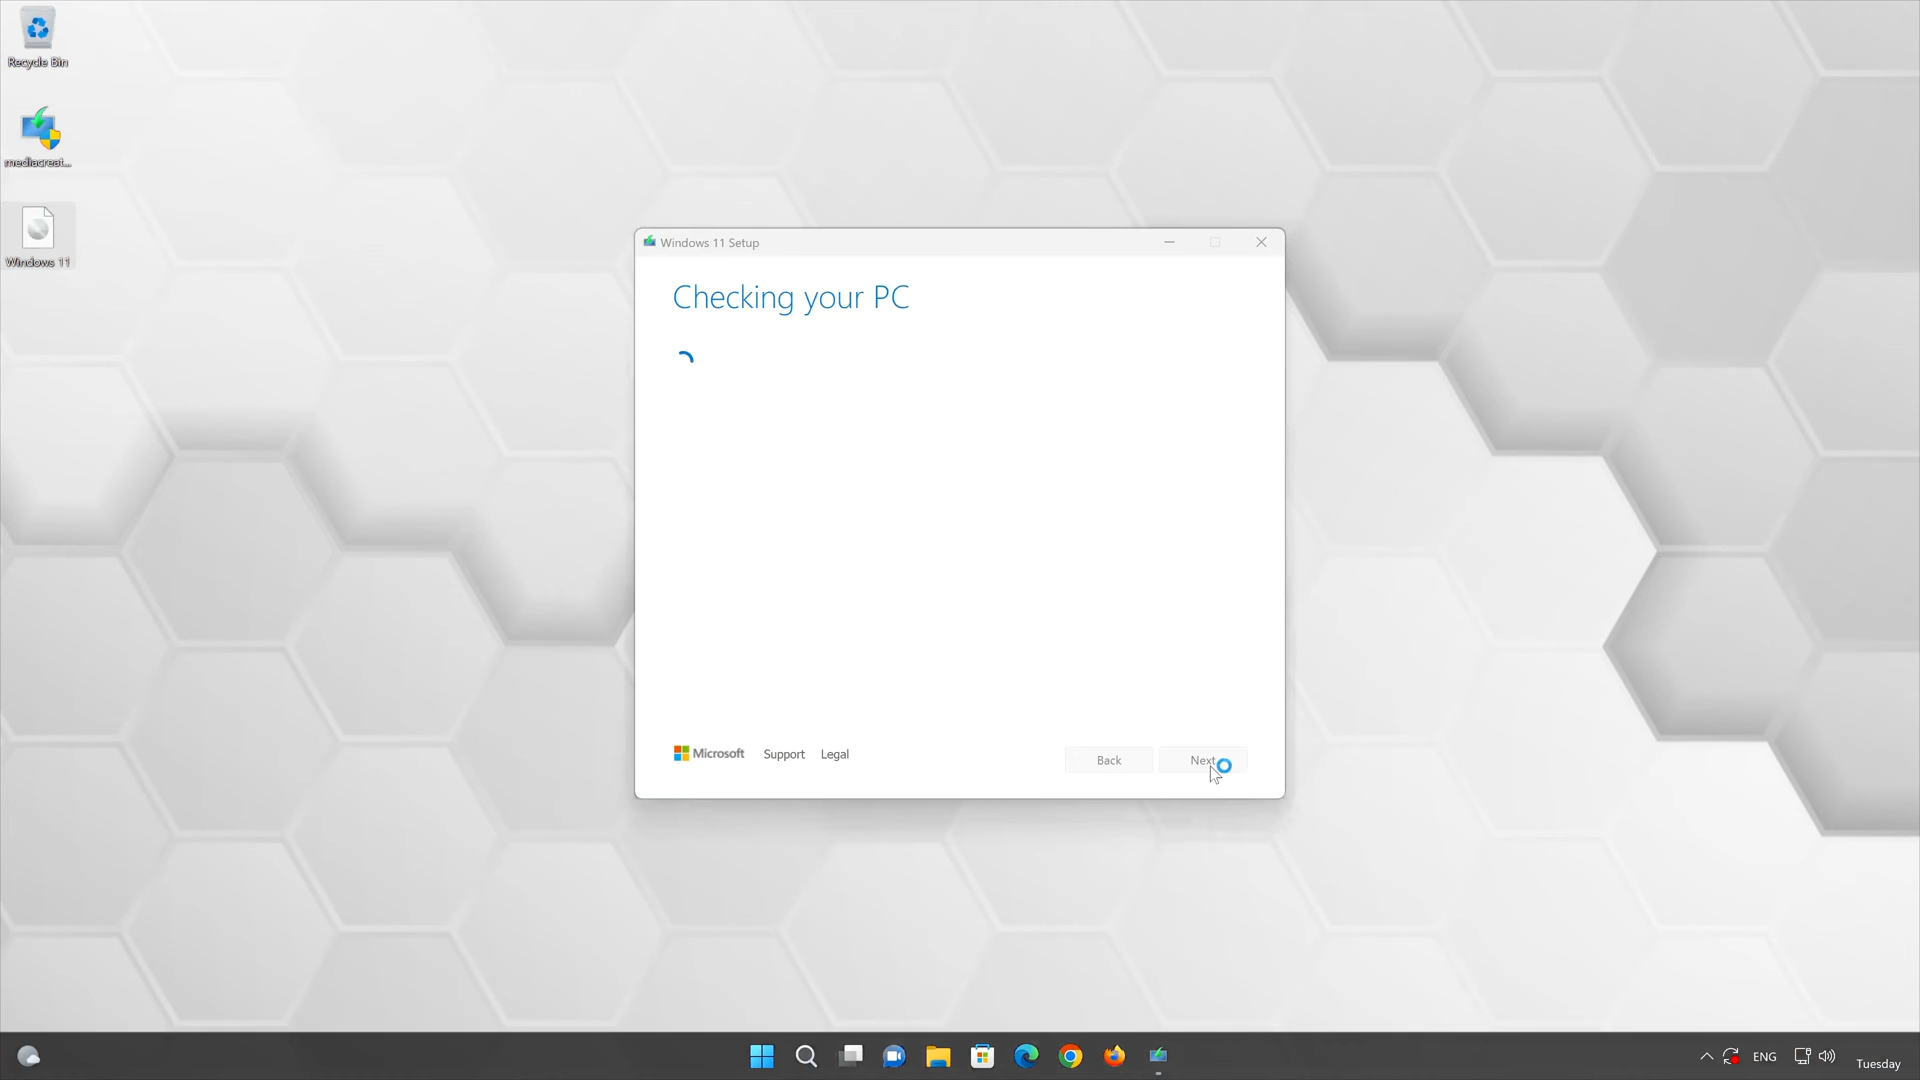 Recycle Bin
mediacreat...
Windows 11
Windows 11 Setup
Checking your PC
Microsoft
Support
Legal
Back
Next
ENG
Tuesday